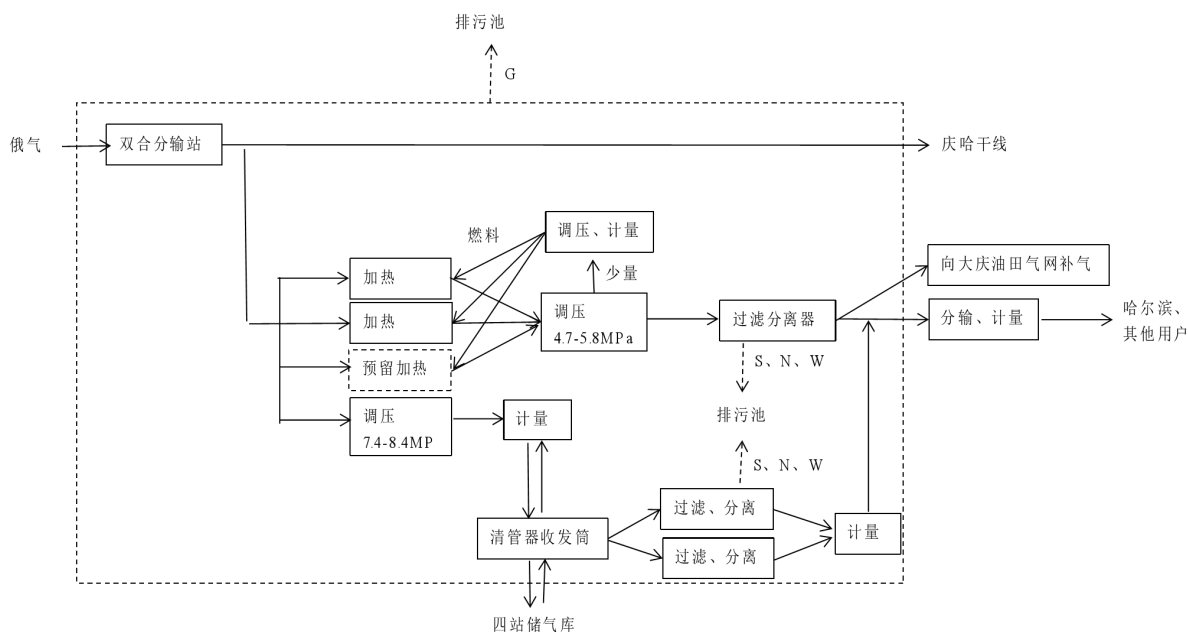 排污池
G
俄气
双合分输站
庆哈干线
调压、计量
燃料
少量
向大庆油田气网补气
加热
加热
预留加热
调压
4.7-5.8MPa
过滤分离器
分输、计量
哈尔滨、
其他用户
S、N、W
排污池
调压
7.4-8.4MP
计量
S、N、W
过滤、分离
清管器收发筒
计量
过滤、分离
四站储气库